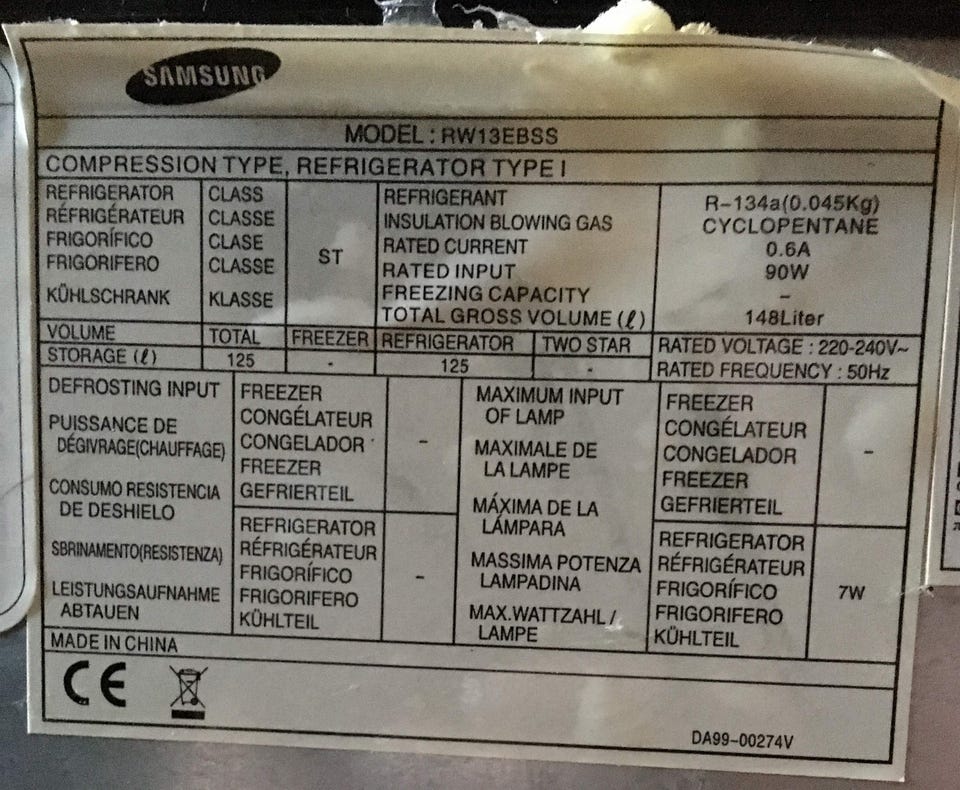 SAMSUNG
MODEL : RW13EBSS
COMPRESSION TYPE, REFRIGERATOR TYPE I
REFRIGERATOR CLASS
RÉFRIGÉRATEUR CLASSE
FRIGORÍFICO CLASE
FRIGORIFERO CLASSE
KÜHLSCHRANK KLASSE
ST
REFRIGERANT R-134a(0.045Kg)
INSULATION BLOWING GAS CYCLOPENTANE
RATED CURRENT 0.6A
RATED INPUT 90W
FREEZING CAPACITY -
TOTAL GROSS VOLUME (ℓ) 148Liter
VOLUME TOTAL FREEZER REFRIGERATOR TWO STAR RATED VOLTAGE : 220-240V~
STORAGE (ℓ) 125 - 125 - RATED FREQUENCY : 50Hz
DEFROSTING INPUT
PUISSANCE DE
DÉGIVRAGE(CHAUFFAGE)
CONSUMO RESISTENCIA
DE DESHIELO
SBRINAMENTO(RESISTENZA)
LEISTUNGSAUFNAHME
ABTAUEN
FREEZER
CONGÉLATEUR
CONGELADOR
FREEZER
GEFRIERTEIL
-
REFRIGERATOR
RÉFRIGÉRATEUR
FRIGORÍFICO
FRIGORIFERO
KÜHLTEIL
-
MAXIMUM INPUT
OF LAMP
MAXIMALE DE
LA LAMPE
MÁXIMA DE LA
LÁMPARA
MASSIMA POTENZA
LAMPADINA
MAX.WATTZAHL /
LAMPE
FREEZER
CONGÉLATEUR
CONGELADOR
FREEZER
GEFRIERTEIL
-
REFRIGERATOR
RÉFRIGÉRATEUR
FRIGORÍFICO
FRIGORIFERO
KÜHLTEIL
7W
MADE IN CHINA
CE
DA99-00274V